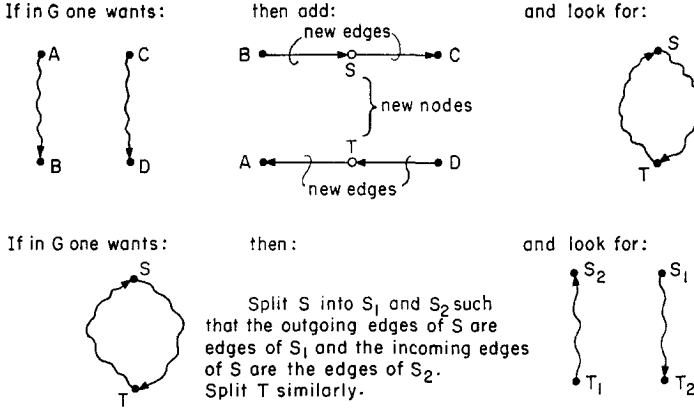 If in G one wants: then add: and look for:
new edges
A C B C S
S
new nodes
T
B D A D T
new edges
If in G one wants: then: and look for:
S S₂ S₁
Split S into S₁ and S₂ such
that the outgoing edges of S are
edges of S₁ and the incoming edges
of S are the edges of S₂.
Split T similarly.
T T₁ T₂